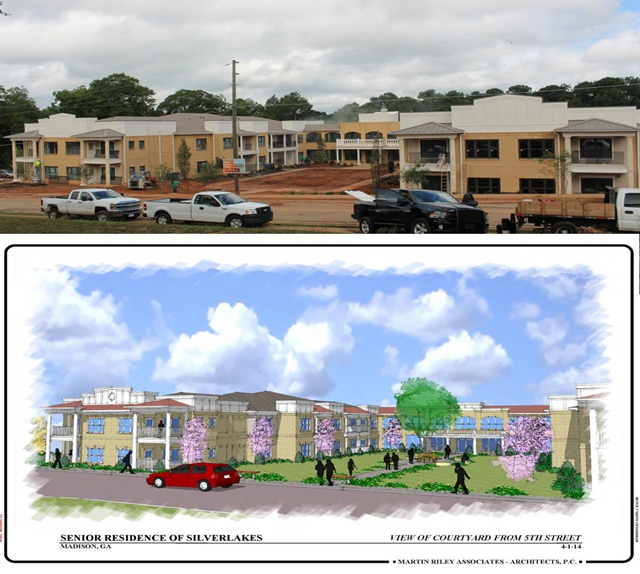 SENIOR RESIDENCE OF SILVERLAKES
MADISON, GA
VIEW OF COURTYARD FROM 5TH STREET
4-1-14
• MARTIN RILEY ASSOCIATES - ARCHITECTS, P.C. •